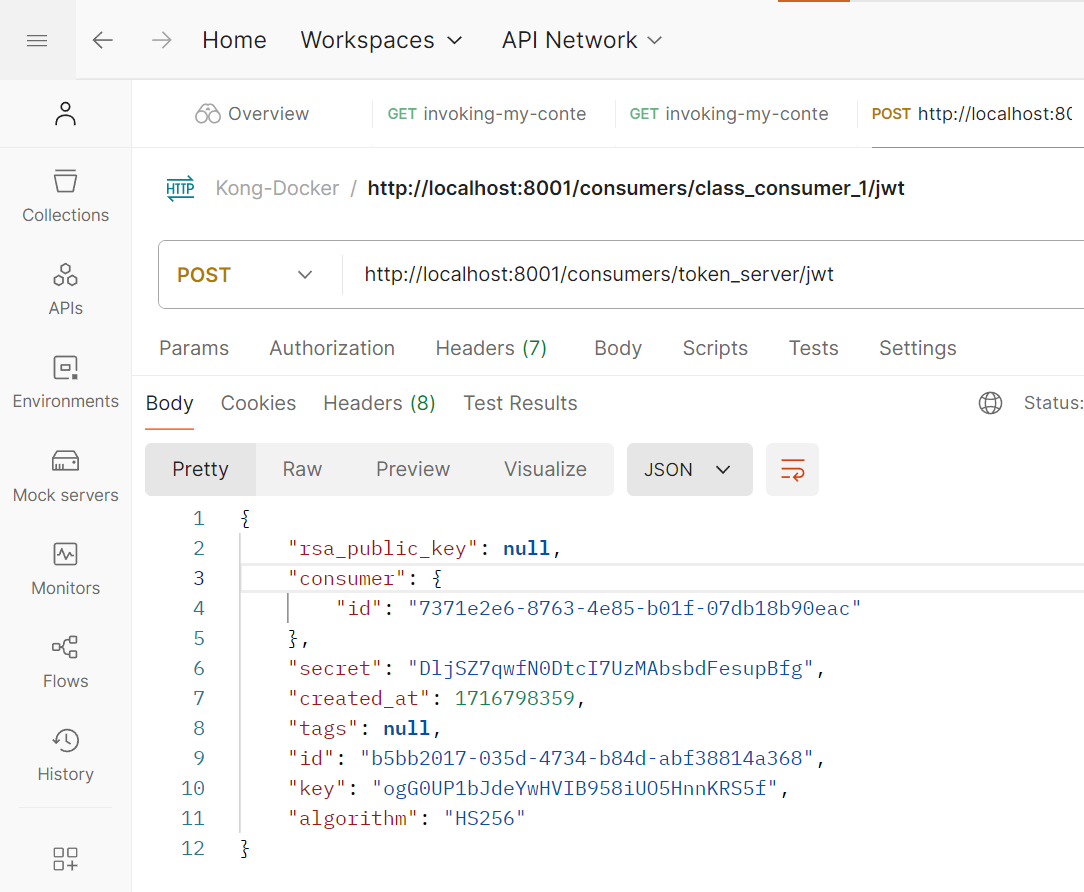 Home Workspaces API Network
Overview GET invoking-my-conte GET invoking-my-conte POST http://localhost:80
HTTP Kong-Docker / http://localhost:8001/consumers/class_consumer_1/jwt
Collections
POST http://localhost:8001/consumers/token_server/jwt
APIs
Params Authorization Headers (7) Body Scripts Tests Settings
Environments
Body Cookies Headers (8) Test Results Status:
Pretty Raw Preview Visualize JSON
Mock servers
Monitors
Flows
History
1 {
2 "rsa_public_key": null,
3 "consumer": {
4 "id": "7371e2e6-8763-4e85-b01f-07db18b90eac"
5 },
6 "secret": "DljSZ7qwfN0DtcI7UzMAbsbdFesupBfg",
7 "created_at": 1716798359,
8 "tags": null,
9 "id": "b5bb2017-035d-4734-b84d-abf38814a368",
10 "key": "ogG0UP1bJdeYwHVIB958iUO5HnnKRS5f",
11 "algorithm": "HS256"
12 }